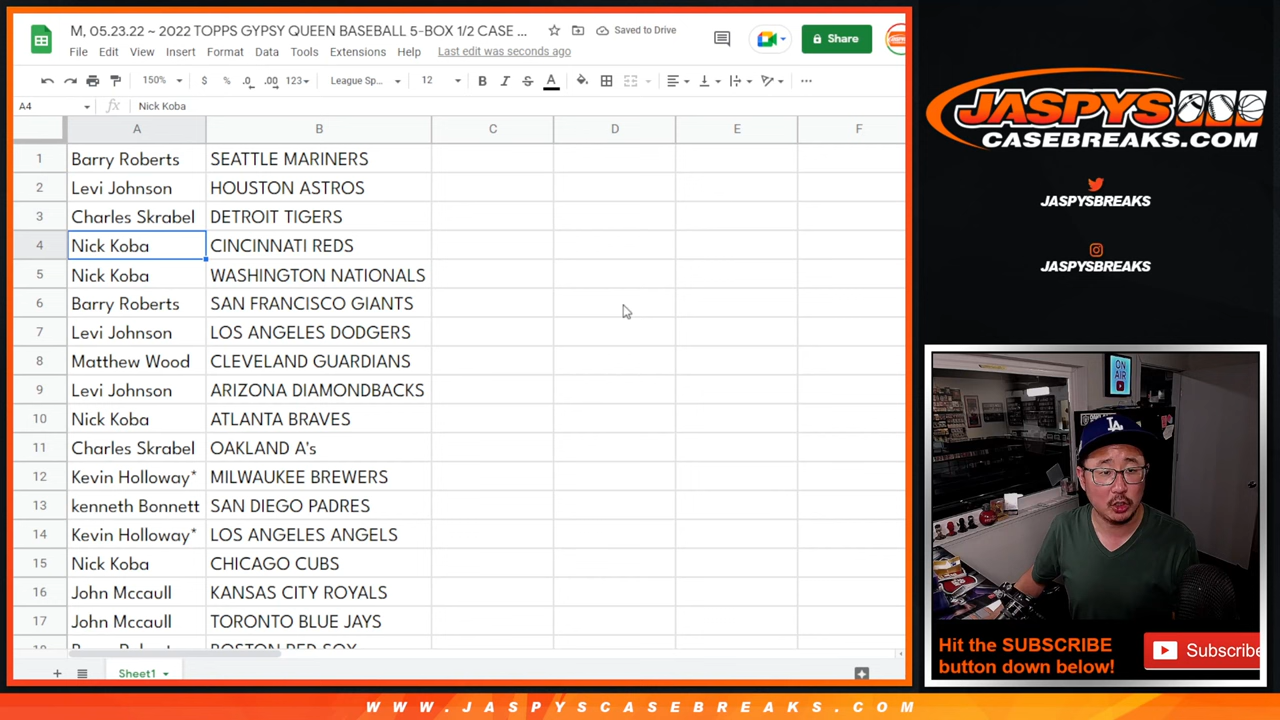 M, 05.23.22 ~ 2022 TOPPS GYPSY QUEEN BASEBALL 5-BOX 1/2 CASE ...
Saved to Drive
Share
File Edit View Insert Format Data Tools Extensions Help Last edit was seconds ago
150% $ % .0 .00 123 League Sp... 12 B I S A ...
A4 fx Nick Koba
A B C D E F
1 Barry Roberts SEATTLE MARINERS
2 Levi Johnson HOUSTON ASTROS
3 Charles Skrabel DETROIT TIGERS
4 Nick Koba CINCINNATI REDS
5 Nick Koba WASHINGTON NATIONALS
6 Barry Roberts SAN FRANCISCO GIANTS
7 Levi Johnson LOS ANGELES DODGERS
8 Matthew Wood CLEVELAND GUARDIANS
9 Levi Johnson ARIZONA DIAMONDBACKS
10 Nick Koba ATLANTA BRAVES
11 Charles Skrabel OAKLAND A's
12 Kevin Holloway* MILWAUKEE BREWERS
13 kenneth Bonnett SAN DIEGO PADRES
14 Kevin Holloway* LOS ANGELES ANGELS
15 Nick Koba CHICAGO CUBS
16 John Mccaull KANSAS CITY ROYALS
17 John Mccaull TORONTO BLUE JAYS
BOSTON RED SOX
Sheet1
JASPYS
CASEBREAKS.COM
JASPYSBREAKS
JASPYSBREAKS
ON
AIR
LA
Hit the SUBSCRIBE
button down below!
Subscribe
WWW.JASPYSCASEBREAKS.COM